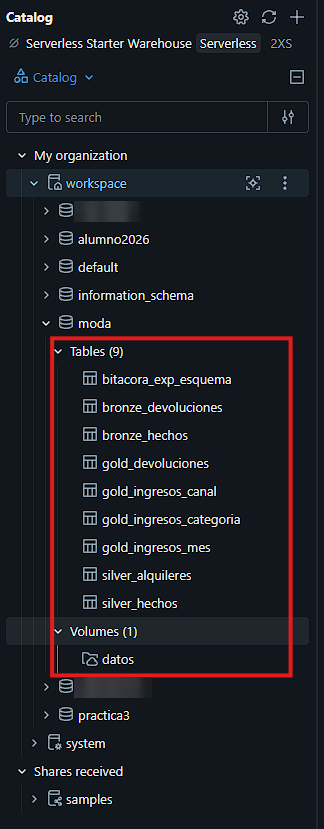 Catalog
Serverless Starter Warehouse Serverless 2XS
Catalog
Type to search
My organization
workspace
alumno2026
default
information_schema
moda
Tables (9)
bitacora_exp_esquema
bronze_devoluciones
bronze_hechos
gold_devoluciones
gold_ingresos_canal
gold_ingresos_categoria
gold_ingresos_mes
silver_alquileres
silver_hechos
Volumes (1)
datos
practica3
system
Shares received
samples